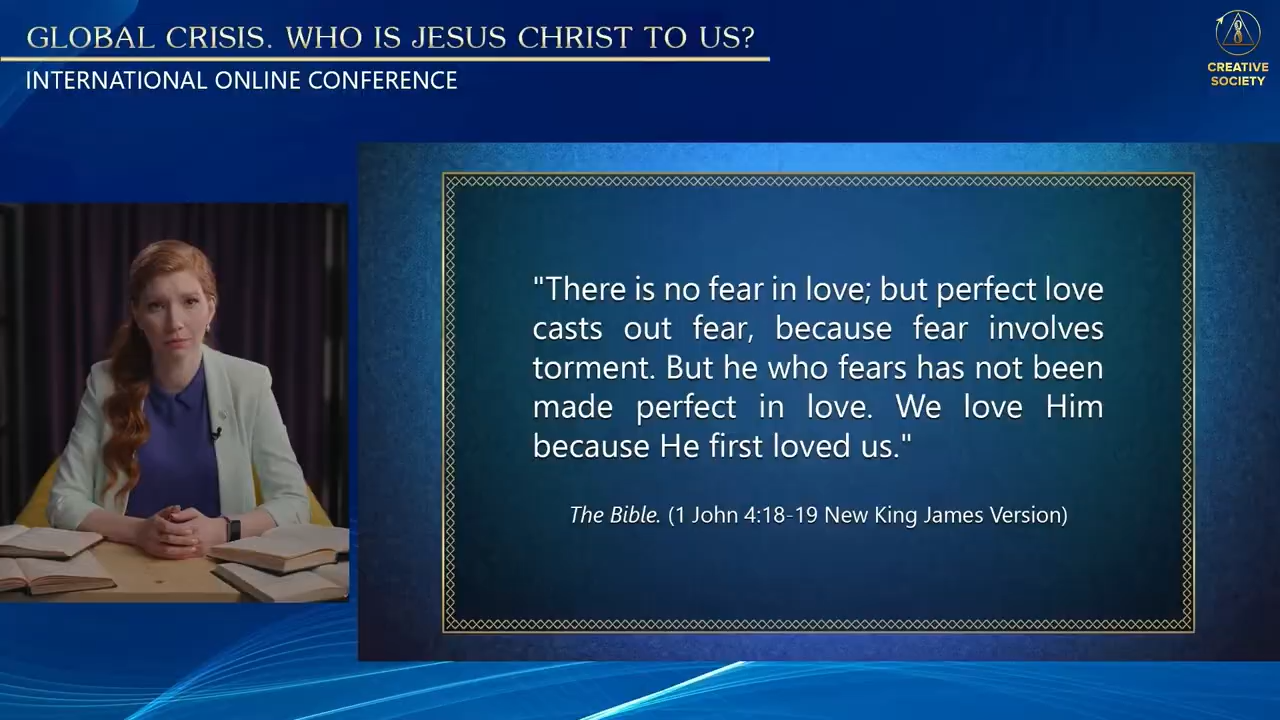 GLOBAL CRISIS. WHO IS JESUS CHRIST TO US?
INTERNATIONAL ONLINE CONFERENCE
CREATIVE
SOCIETY
"There is no fear in love; but perfect love
casts out fear, because fear involves
torment. But he who fears has not been
made perfect in love. We love Him
because He first loved us."
The Bible. (1 John 4:18-19 New King James Version)